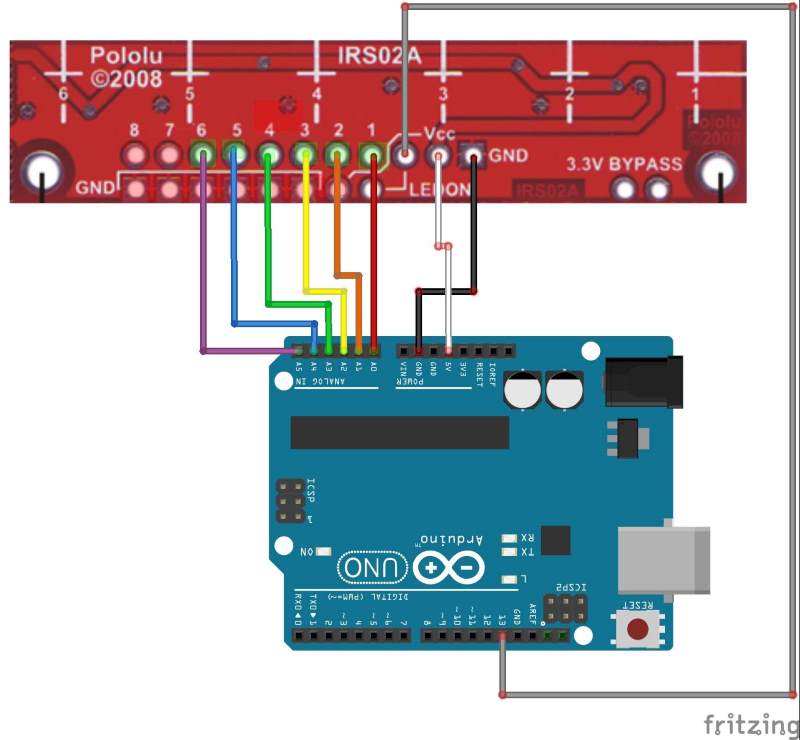 Pololu IRS02A
©2008
6 5 4 3 2 1
8 7 6 5 4 3 2 1 Vcc GND
Pololu
©2008
3.3V BYPASS
GND LEDON IRS02A
A5 A4 A3 A2 A1 A0 VIN GND GND 5V 3V3 RESET IOREF
ANALOG IN POWER
ICSP
1
Arduino™
RX
TX
ON
UNO
L
ICSP2
DIGITAL (PWM=~)
RX0◄0 TX0►1 2 ~3 4 ~5 ~6 7 8 ~9 ~10 ~11 12 13 GND AREF
RESET
fritzing